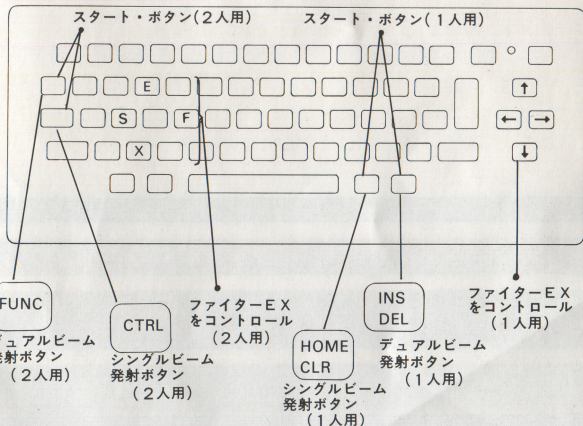 スタート・ボタン(2人用)
スタート・ボタン(1人用)
E
↑
S
F
←
→
X
↓
FUNC
デュアルビーム
発射ボタン
(2人用)
CTRL
シングルビーム
発射ボタン
(2人用)
ファイターEX
をコントロール
(2人用)
HOME
CLR
シングルビーム
発射ボタン
(1人用)
INS
DEL
デュアルビーム
発射ボタン
(1人用)
ファイターEX
をコントロール
(1人用)